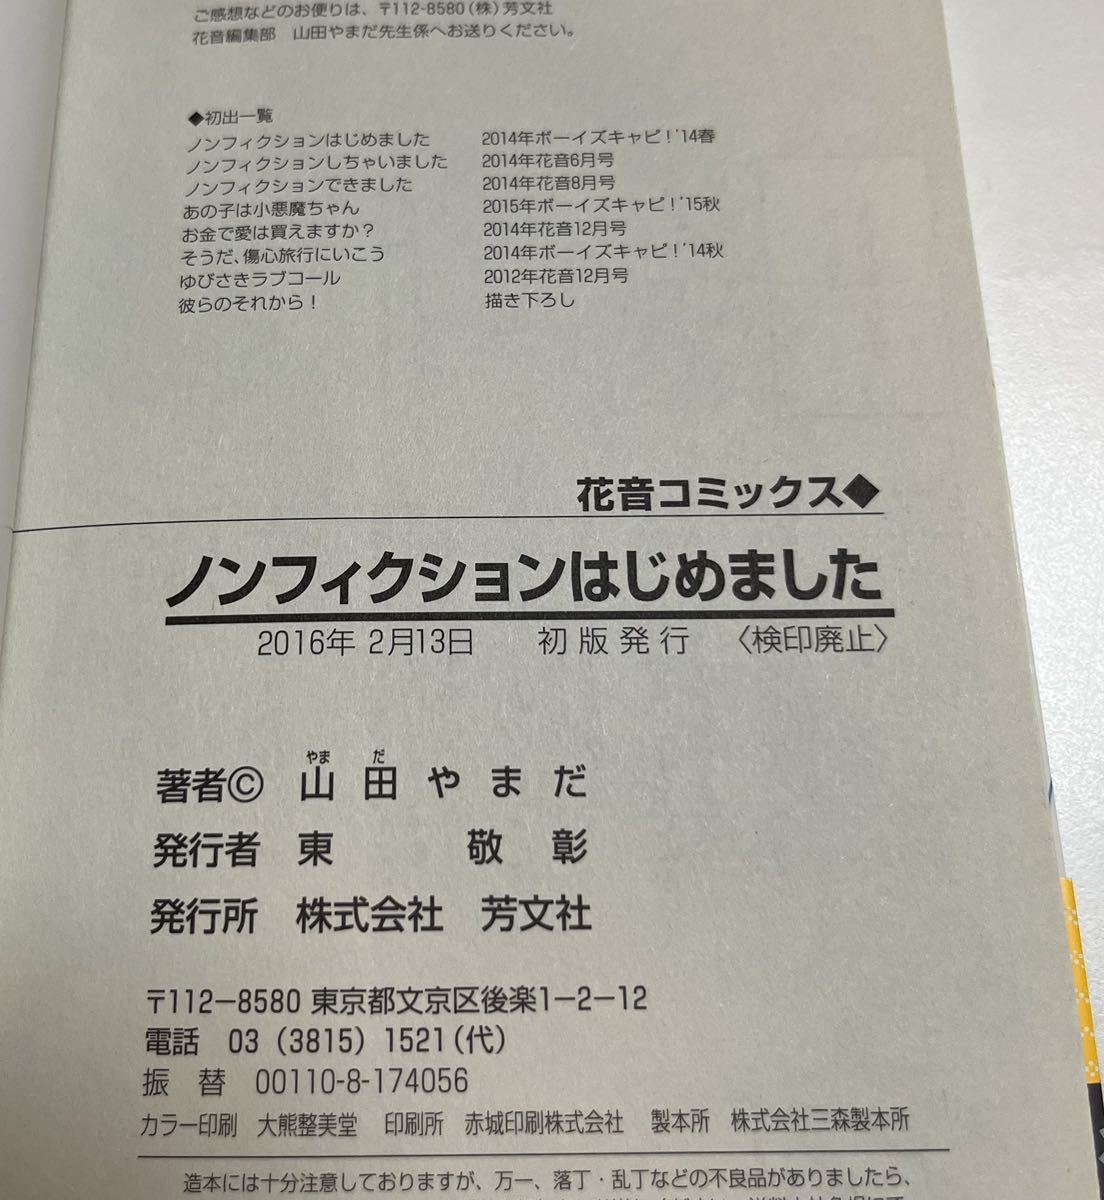 ご感想などのお便りは、〒112-8580(株)芳文社
花音編集部 山田やまだ先生係へお送りください。
◆初出一覧
ノンフィクションはじめました 2014年ボーイズキャピ!'14春
ノンフィクションしちゃいました 2014年花音6月号
ノンフィクションできました 2014年花音8月号
あの子は小悪魔ちゃん 2015年ボーイズキャピ!'15秋
お金で愛は買えますか? 2014年花音12月号
そうだ、傷心旅行にいこう 2014年ボーイズキャピ!'14秋
ゆびさきラブコール 2012年花音12月号
彼らのそれから! 描き下ろし
花音コミックス◆
ノンフィクションはじめました
2016年 2月13日 初版発行 〈検印廃止〉
やま だ
著者© 山田やまだ
発行者 東 敬彰
発行所 株式会社 芳文社
〒112−8580 東京都文京区後楽1−2−12
電話 03 (3815) 1521 (代)
振替 00110-8-174056
カラー印刷 大熊整美堂 印刷所 赤城印刷株式会社 製本所 株式会社三森製本所
造本には十分注意しておりますが、万一、落丁・乱丁などの不良品がありましたら、